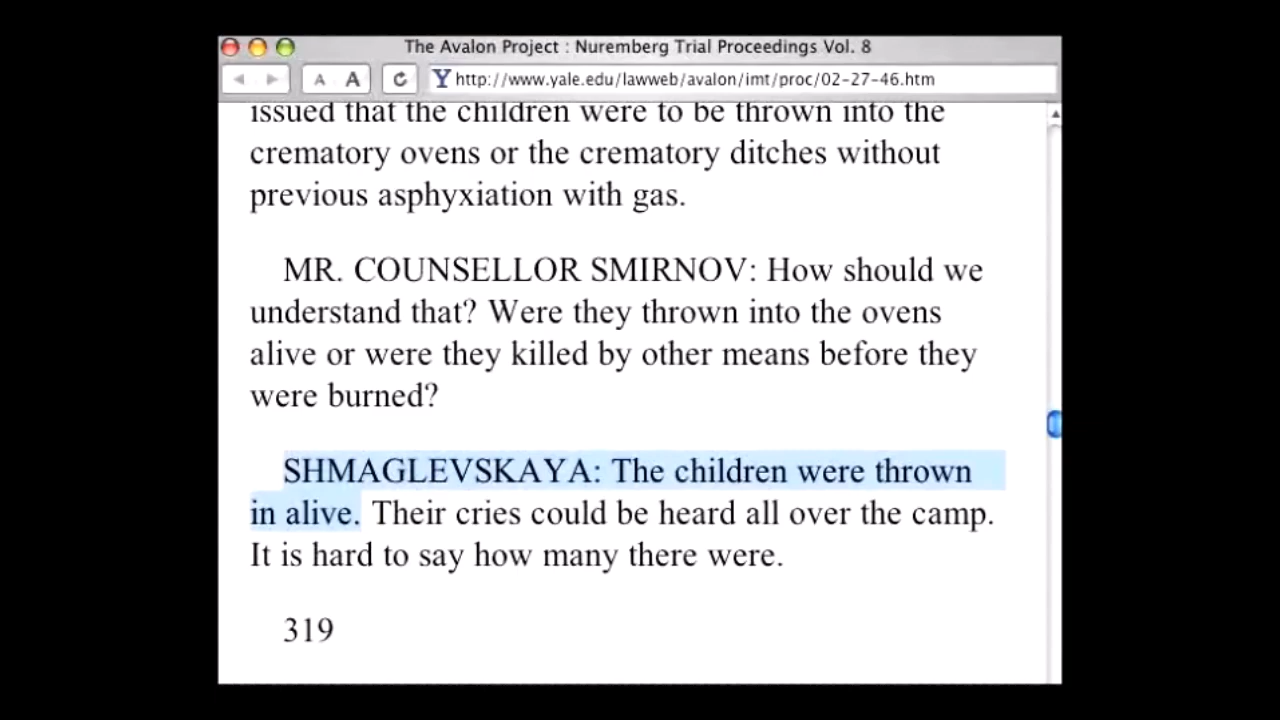 The Avalon Project : Nuremberg Trial Proceedings Vol. 8
A A http://www.yale.edu/lawweb/avalon/imt/proc/02-27-46.htm
issued that the children were to be thrown into the
crematory ovens or the crematory ditches without
previous asphyxiation with gas.
MR. COUNSELLOR SMIRNOV: How should we
understand that? Were they thrown into the ovens
alive or were they killed by other means before they
were burned?
SHMAGLEVSKAYA: The children were thrown
in alive. Their cries could be heard all over the camp.
It is hard to say how many there were.
319